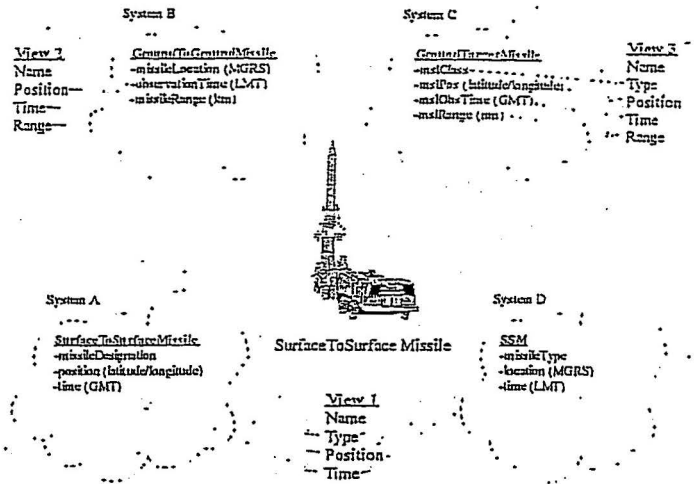 System B
View 2
Name
Position
Time
Range
GroundToGroundMissile
-missileLocation (MGRS)
-observationTime (LMT)
-missileRange (km)
System C
GroundTargetMissile
-mslClass
-mslPos (latitude/longitude)
-mslObsTime (GMT)
-mslRange (nm)
View 3
Name
Type
Position
Time
Range
System A
SurfaceToSurfaceMissile
-missileDesignation
-position (latitude/longitude)
-time (GMT)
SurfaceToSurface Missile
System D
SSM
-missileType
-location (MGRS)
-time (LMT)
View 1
Name
Type
Position
Time